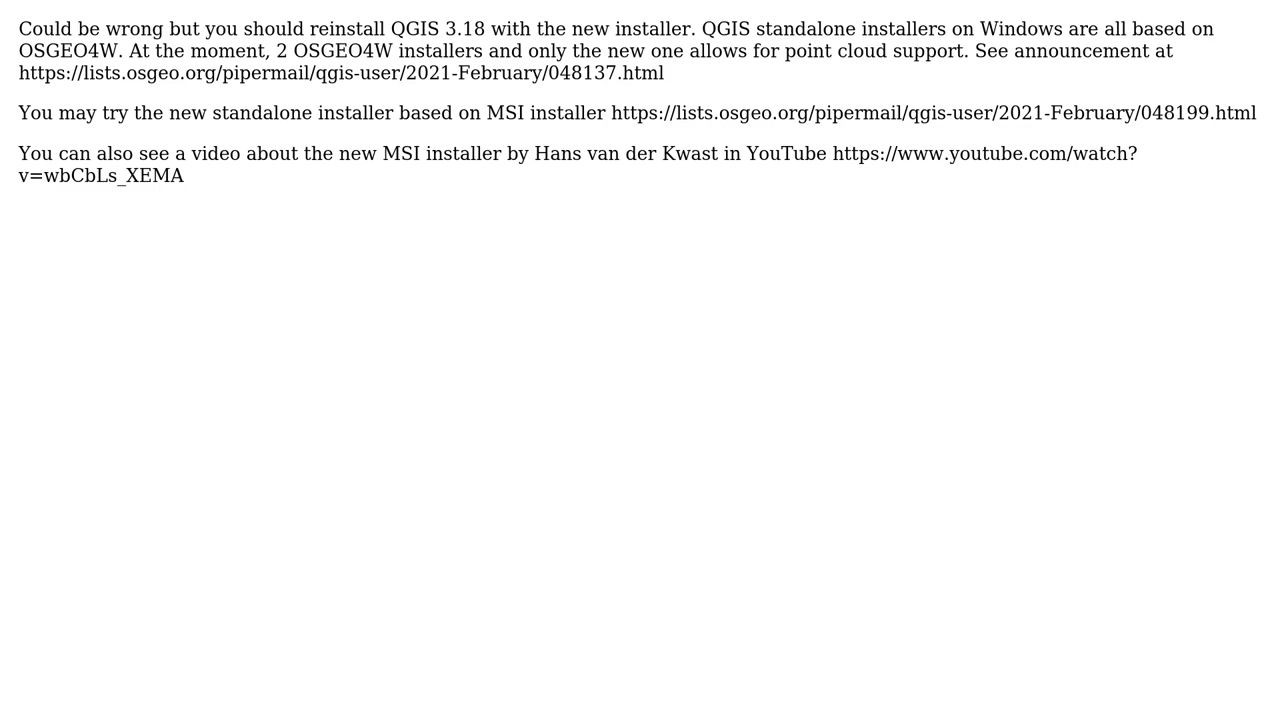 Could be wrong but you should reinstall QGIS 3.18 with the new installer. QGIS standalone installers on Windows are all based on
OSGEO4W. At the moment, 2 OSGEO4W installers and only the new one allows for point cloud support. See announcement at
https://lists.osgeo.org/pipermail/qgis-user/2021-February/048137.html
You may try the new standalone installer based on MSI installer https://lists.osgeo.org/pipermail/qgis-user/2021-February/048199.html
You can also see a video about the new MSI installer by Hans van der Kwast in YouTube https://www.youtube.com/watch?
v=wbCbLs_XEMA